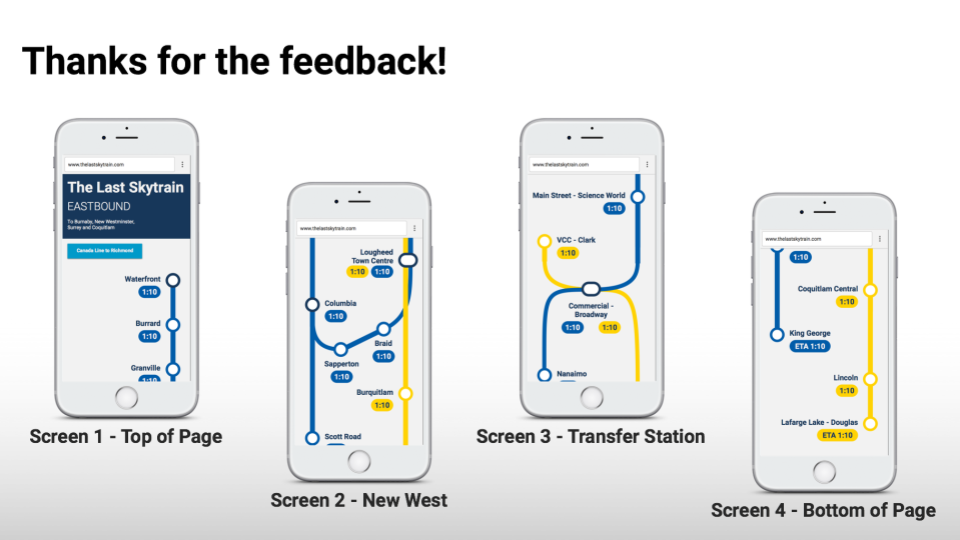 Thanks for the feedback!
www.thelastskytrain.com
The Last Skytrain
EASTBOUND
To Burnaby, New Westminster,
Surrey and Coquitlam
Canada Line to Richmond
Waterfront
1:10
Burrard
1:10
Granville
1:10
Screen 1 - Top of Page
www.thelastskytrain.com
Lougheed
Town Centre
1:10 1:10
Columbia
1:10
Braid
1:10
Sapperton
1:10
Burquitlam
1:10
Scott Road
Screen 2 - New West
www.thelastskytrain.com
Main Street - Science World
1:10
VCC - Clark
1:10
Commercial -
Broadway
1:10 1:10
Nanaimo
Screen 3 - Transfer Station
www.thelastskytrain.com
1:10
Coquitlam Central
1:10
King George
ETA 1:10
Lincoln
1:10
Lafarge Lake - Douglas
ETA 1:10
Screen 4 - Bottom of Page